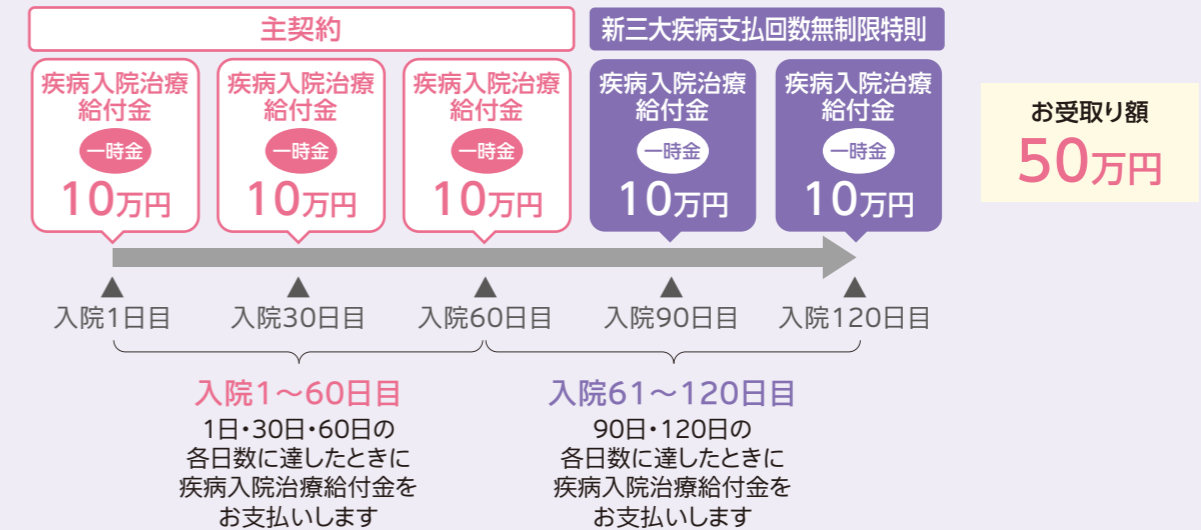 主契約
新三大疾病支払回数無制限特則
疾病入院治療
給付金
一時金
10万円
疾病入院治療
給付金
一時金
10万円
疾病入院治療
給付金
一時金
10万円
疾病入院治療
給付金
一時金
10万円
疾病入院治療
給付金
一時金
10万円
お受取り額
50万円
入院1日目
入院30日目
入院60日目
入院90日目
入院120日目
入院1～60日目
1日・30日・60日の
各日数に達したときに
疾病入院治療給付金を
お支払いします
入院61～120日目
90日・120日の
各日数に達したときに
疾病入院治療給付金を
お支払いします